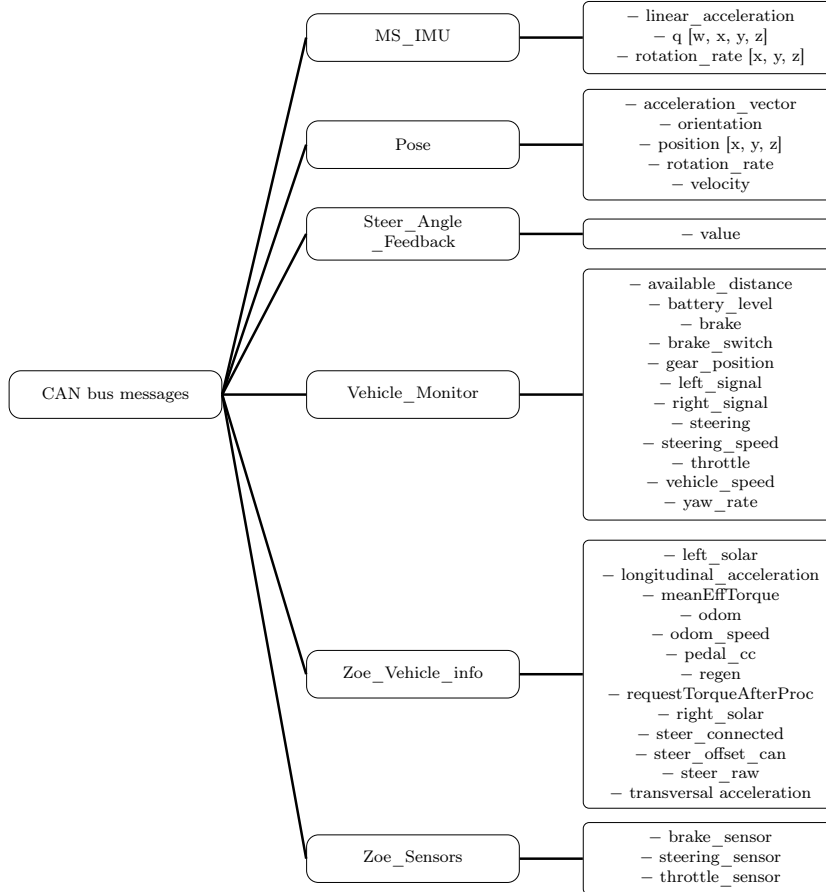 CAN bus messages
MS_IMU
− linear_acceleration
− q [w, x, y, z]
− rotation_rate [x, y, z]
Pose
− acceleration_vector
− orientation
− position [x, y, z]
− rotation_rate
− velocity
Steer_Angle
_Feedback
− value
Vehicle_Monitor
− available_distance
− battery_level
− brake
− brake_switch
− gear_position
− left_signal
− right_signal
− steering
− steering_speed
− throttle
− vehicle_speed
− yaw_rate
Zoe_Vehicle_info
− left_solar
− longitudinal_acceleration
− meanEffTorque
− odom
− odom_speed
− pedal_cc
− regen
− requestTorqueAfterProc
− right_solar
− steer_connected
− steer_offset_can
− steer_raw
− transversal acceleration
Zoe_Sensors
− brake_sensor
− steering_sensor
− throttle_sensor